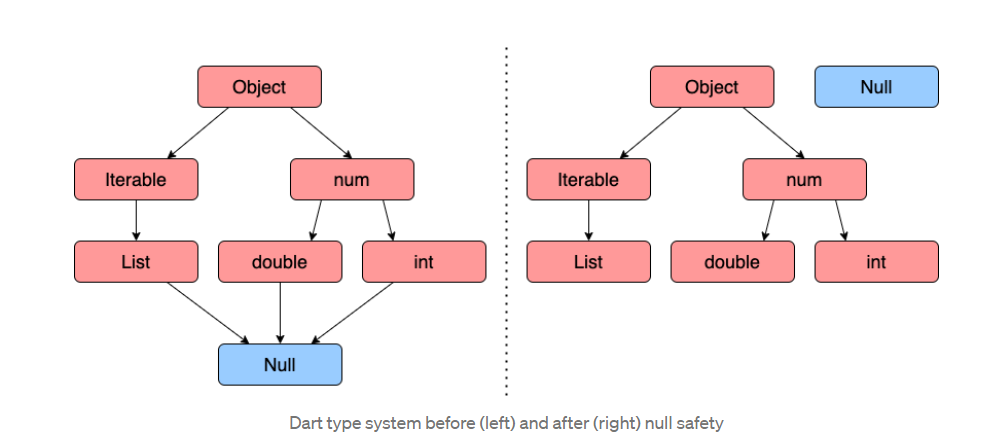 Object
Object
Null
Iterable
num
Iterable
num
List
double
int
List
double
int
Null
Dart type system before (left) and after (right) null safety